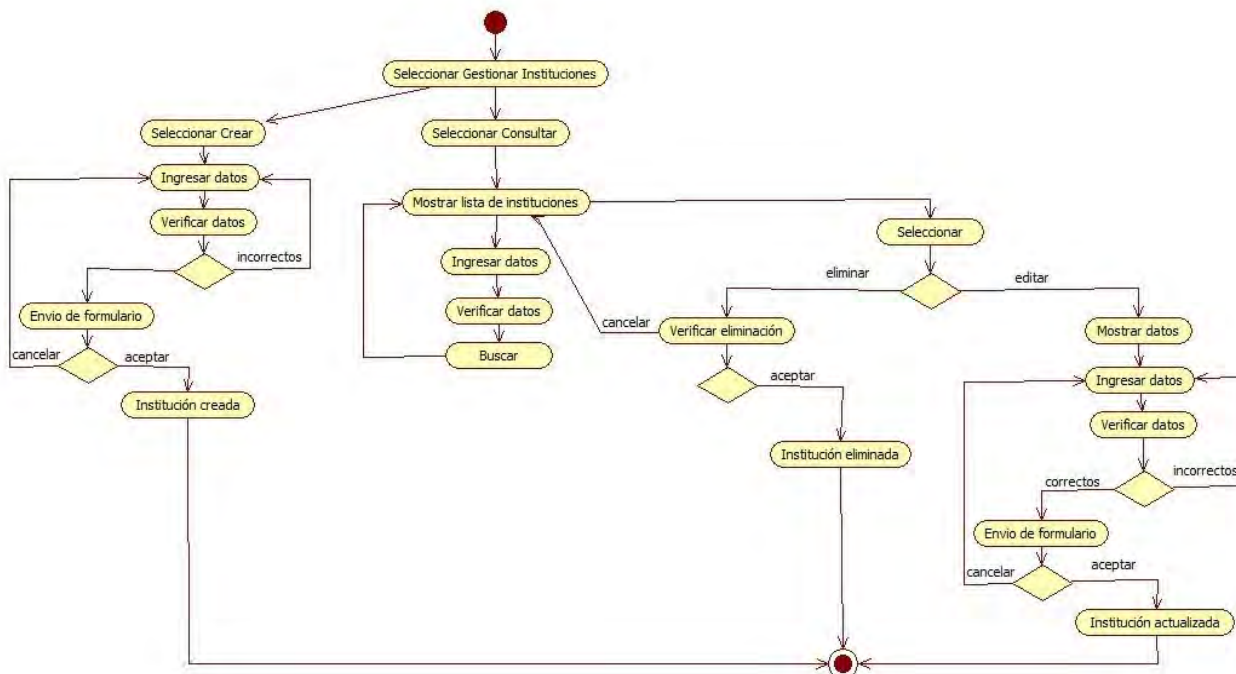 Seleccionar Gestionar Instituciones
Seleccionar Crear
Seleccionar Consultar
Ingresar datos
Mostrar lista de instituciones
Verificar datos
Seleccionar
incorrectos
Ingresar datos
eliminar
editar
Envio de formulario
Verificar datos
cancelar
Verificar eliminación
Mostrar datos
cancelar
aceptar
Buscar
aceptar
Ingresar datos
Institución creada
Verificar datos
Institución eliminada
correctos
incorrectos
Envio de formulario
cancelar
aceptar
Institución actualizada